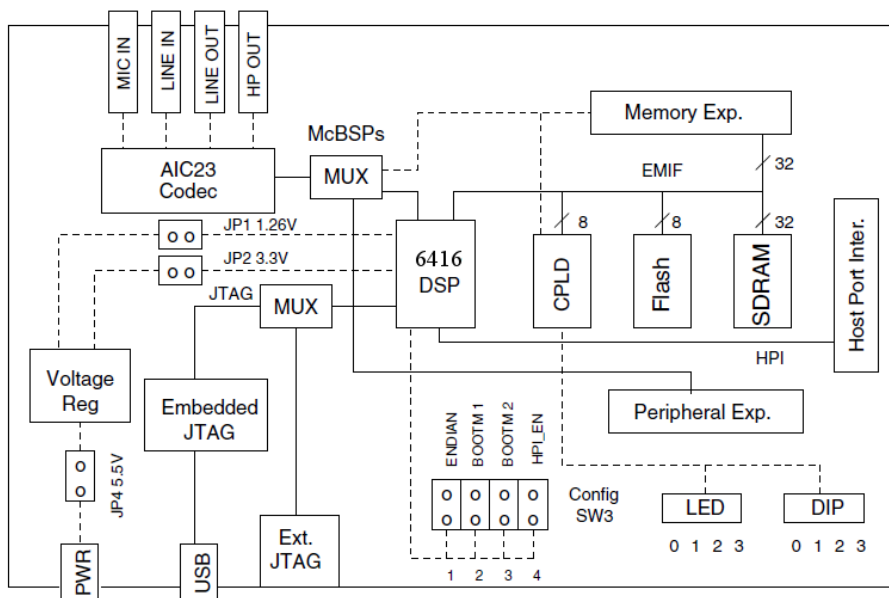 MIC IN
LINE IN
LINE OUT
HP OUT
McBSPs
Memory Exp.
AIC23
Codec
MUX
EMIF
32
JP1 1.26V
JP2 3.3V
6416
DSP
8
8
32
CPLD
Flash
SDRAM
Host Port Inter.
JTAG
MUX
HPI
Voltage
Reg
Embedded
JTAG
Peripheral Exp.
ENDIAN
BOOTM 1
BOOTM 2
HPI_EN
JP4 5.5V
Config
SW3
LED
DIP
0 1 2 3
0 1 2 3
Ext.
JTAG
PWR
USB
1 2 3 4